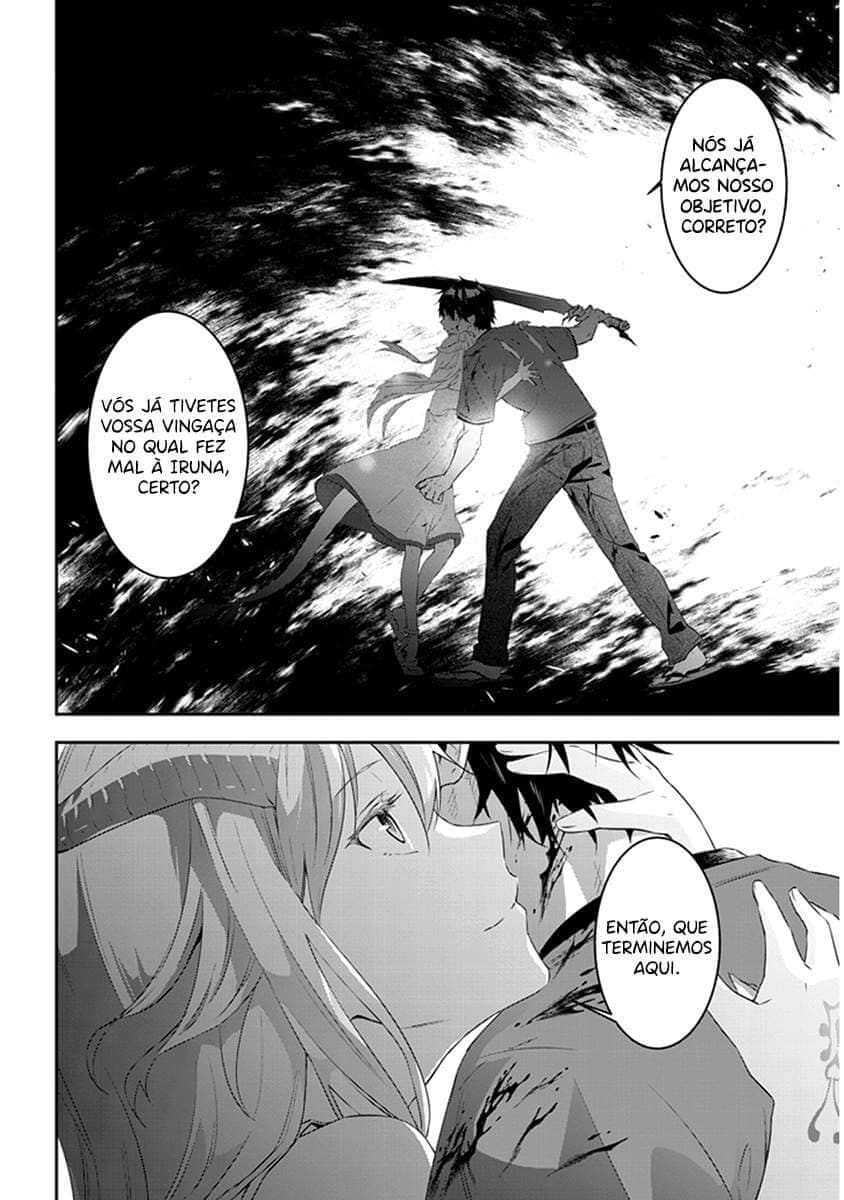 NÓS JÁ
ALCANÇA-
MOS NOSSO
OBJETIVO,
CORRETO?
VÓS JÁ TIVETES
VOSSA VINGAÇA
NO QUAL FEZ
MAL À IRUNA,
CERTO?
ENTÃO, QUE
TERMINEMOS
AQUI.